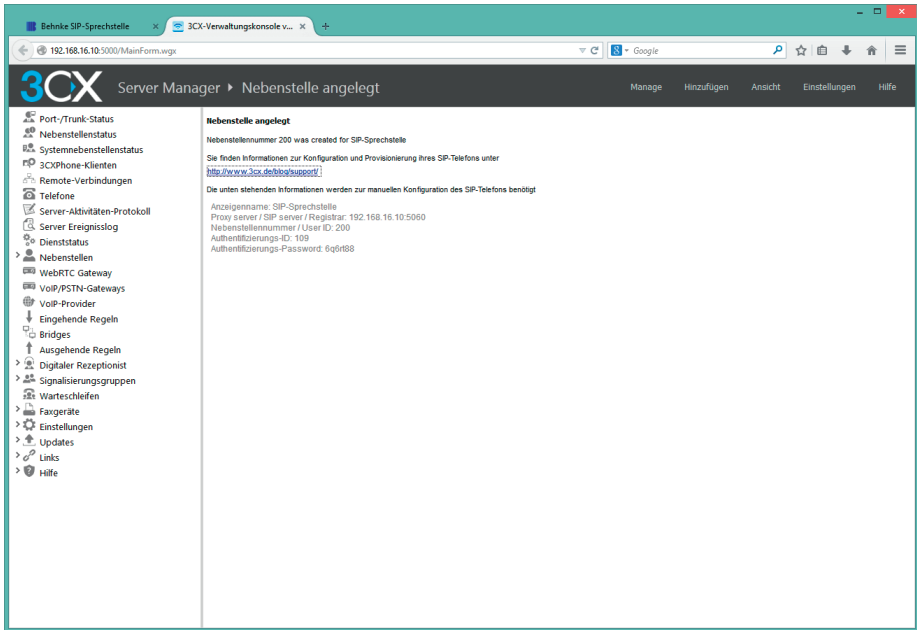 Behnke SIP-Sprechstelle
3CX-Verwaltungskonsole v...
192.168.16.10:5000/MainForm.wgx
Google
3CX
Server Manager
Nebenstelle angelegt
Manage
Hinzufügen
Ansicht
Einstellungen
Hilfe
Port-/Trunk-Status
Nebenstellenstatus
Systemnebenstellenstatus
3CXPhone-Klienten
Remote-Verbindungen
Telefone
Server-Aktivitäten-Protokoll
Server Ereignisslog
Dienststatus
Nebenstellen
WebRTC Gateway
VoIP/PSTN-Gateways
VoIP-Provider
Eingehende Regeln
Bridges
Ausgehende Regeln
Digitaler Rezeptionist
Signalisierungsgruppen
Warteschleifen
Faxgeräte
Einstellungen
Updates
Links
Hilfe
Nebenstelle angelegt
Nebenstellennummer 200 was created for SIP-Sprechstelle
Sie finden Informationen zur Konfiguration und Provisionierung ihres SIP-Telefons unter
http://www.3cx.de/blog/support/
Die unten stehenden Informationen werden zur manuellen Konfiguration des SIP-Telefons benötigt
Anzeigenname: SIP-Sprechstelle
Proxy server / SIP server / Registrar: 192.168.16.10:5060
Nebenstellennummer / User ID: 200
Authentifizierungs-ID: 109
Authentifizierungs-Password: 6q6rt88